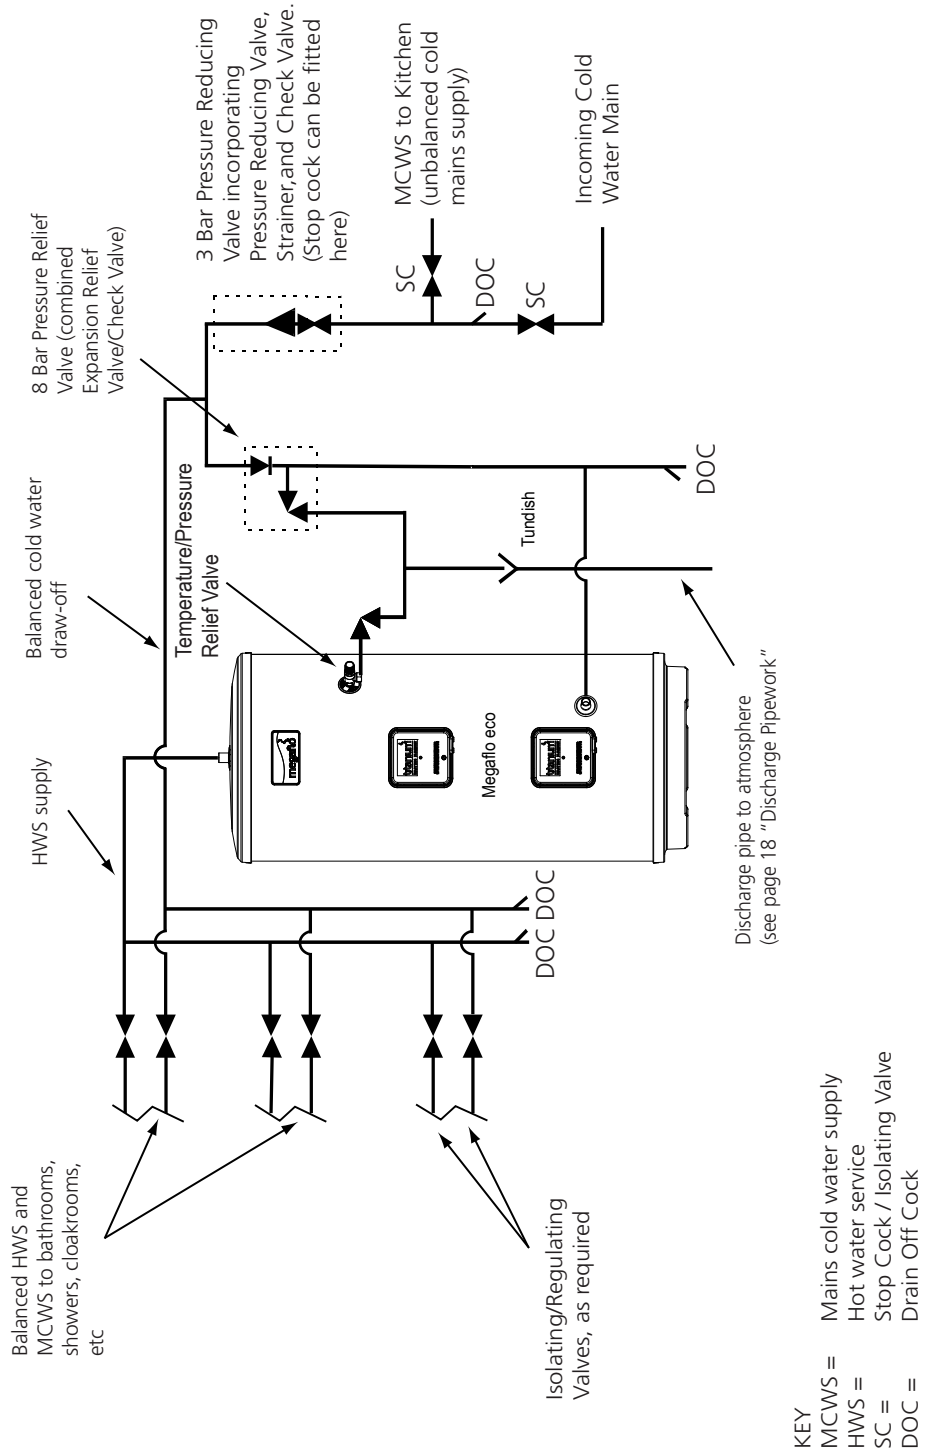 Balanced HWS and
MCWS to bathrooms,
showers, cloakrooms,
etc
HWS supply
Balanced cold water
draw-off
8 Bar Pressure Relief
Valve (combined
Expansion Relief
Valve/Check Valve)
3 Bar Pressure Reducing
Valve incorporating
Pressure Reducing Valve,
Strainer,and Check Valve.
(Stop cock can be fitted
here)
Temperature/Pressure
Relief Valve
MCWS to Kitchen
(unbalanced cold
mains supply)
SC
DOC
SC
Incoming Cold
Water Main
megaflo
Megaflo eco
Tundish
DOC
DOC
DOC
Isolating/Regulating
Valves, as required
Discharge pipe to atmosphere
(see page 18 “Discharge Pipework”
KEY
MCWS = Mains cold water supply
HWS = Hot water service
SC = Stop Cock / Isolating Valve
DOC = Drain Off Cock